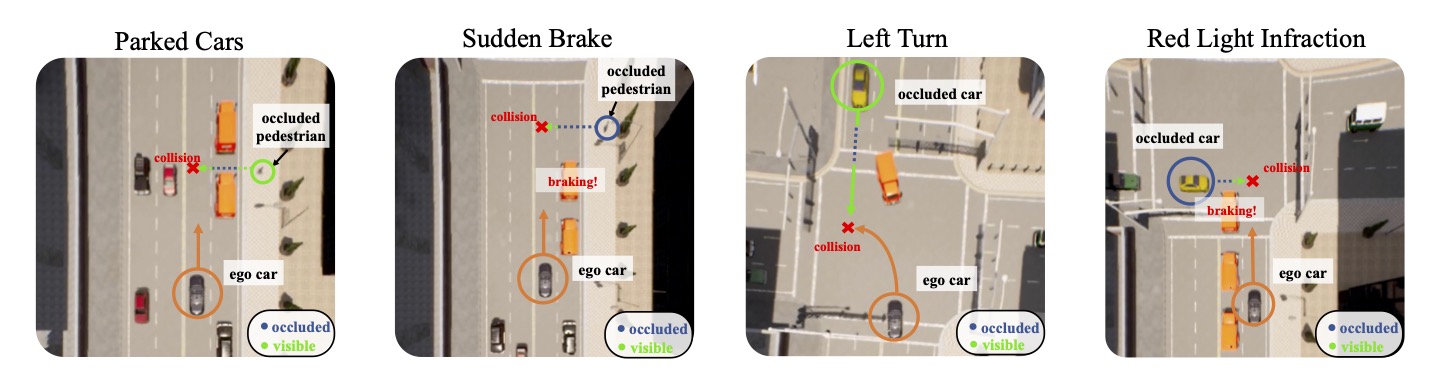 Parked Cars
occluded
pedestrian
collision
ego car
occluded
visible
Sudden Brake
occluded
pedestrian
collision
braking!
ego car
occluded
visible
Left Turn
occluded car
collision
ego car
occluded
visible
Red Light Infraction
occluded car
collision
braking!
ego car
occluded
visible